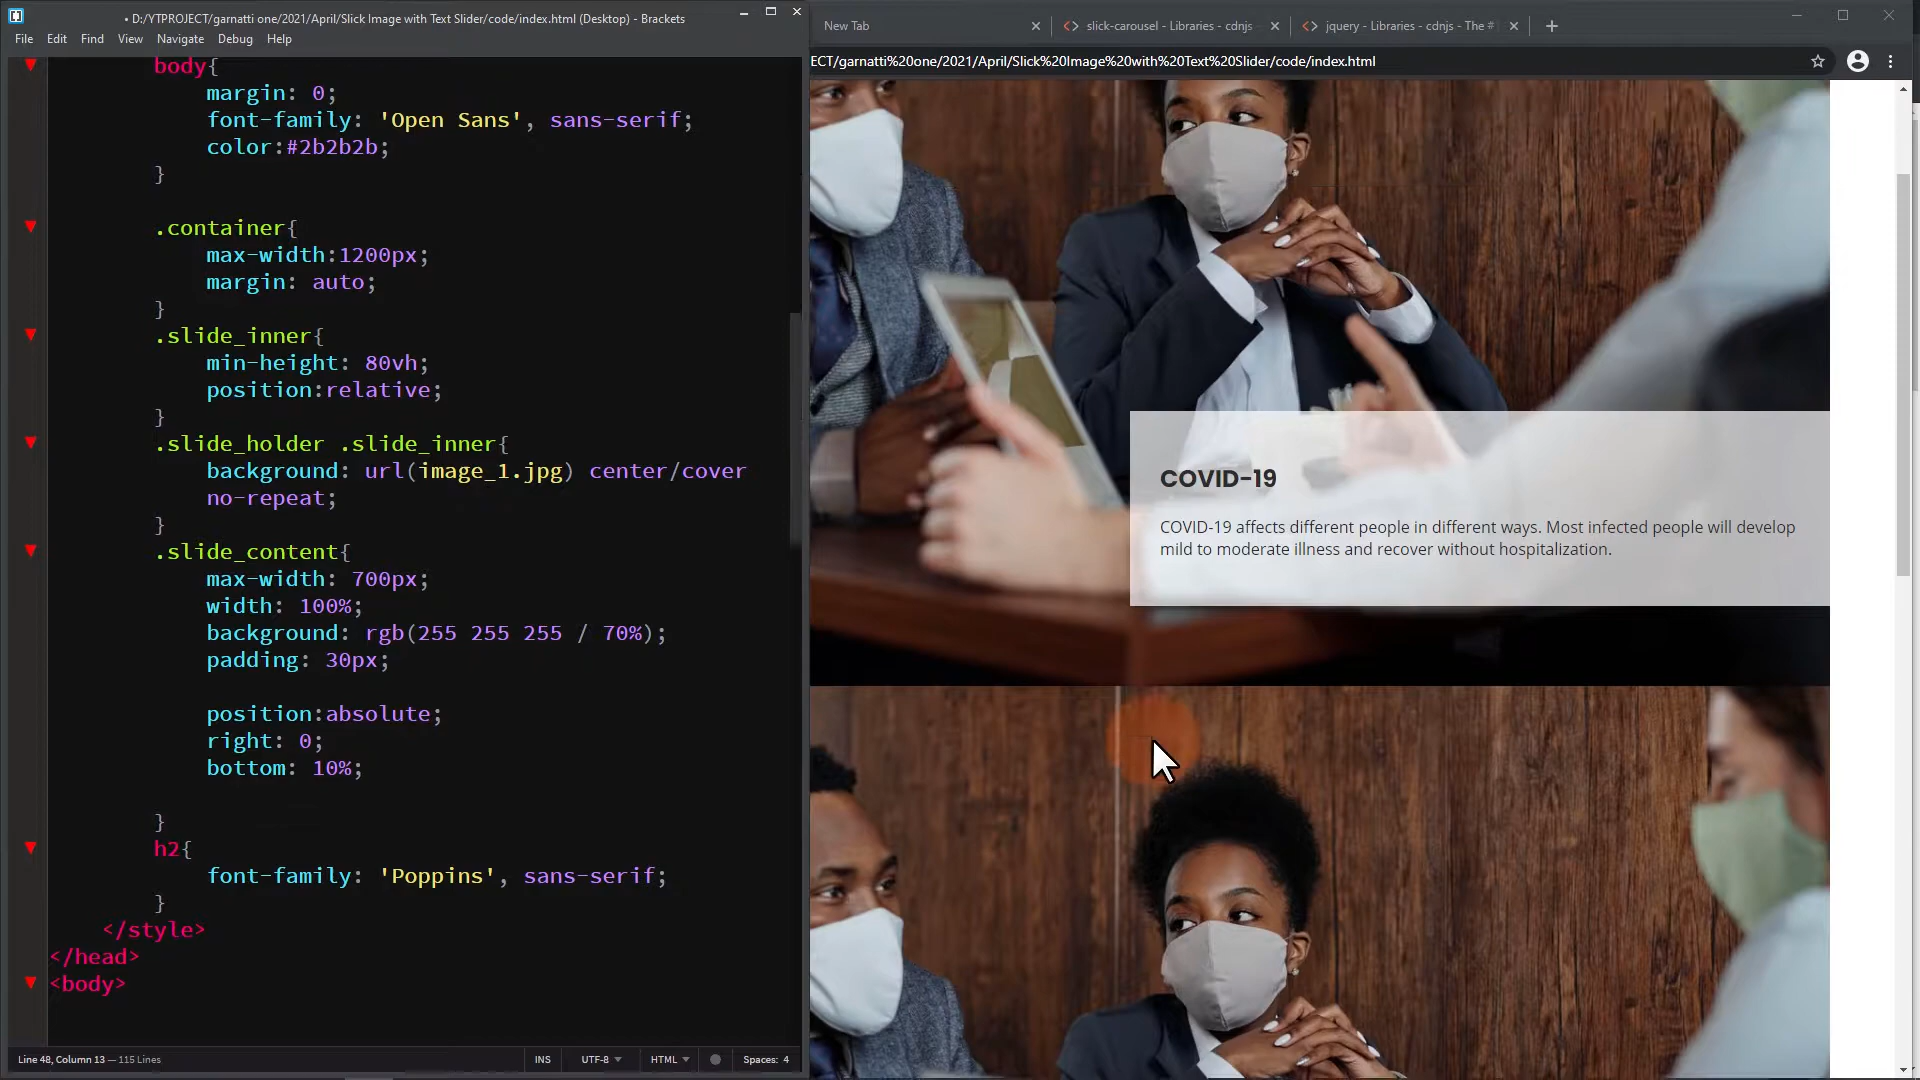 • D:/YTPROJECT/garnatti one/2021/April/Slick Image with Text Slider/code/index.html (Desktop) - Brackets
File Edit Find View Navigate Debug Help
body{
margin: 0;
font-family: 'Open Sans', sans-serif;
color:#2b2b2b;
}
.container{
max-width:1200px;
margin: auto;
}
.slide_inner{
min-height: 80vh;
position:relative;
}
.slide_holder .slide_inner{
background: url(image_1.jpg) center/cover
no-repeat;
}
.slide_content{
max-width: 700px;
width: 100%;
background: rgb(255 255 255 / 70%);
padding: 30px;
position:absolute;
right: 0;
bottom: 10%;
}
h2{
font-family: 'Poppins', sans-serif;
}
</style>
</head>
<body>
Line 48, Column 13 — 115 Lines
INS UTF-8 HTML Spaces: 4
New Tab
slick-carousel - Libraries - cdnjs
jquery - Libraries - cdnjs - The #
ECT/garnatti%20one/2021/April/Slick%20Image%20with%20Text%20Slider/code/index.html
COVID-19
COVID-19 affects different people in different ways. Most infected people will develop
mild to moderate illness and recover without hospitalization.